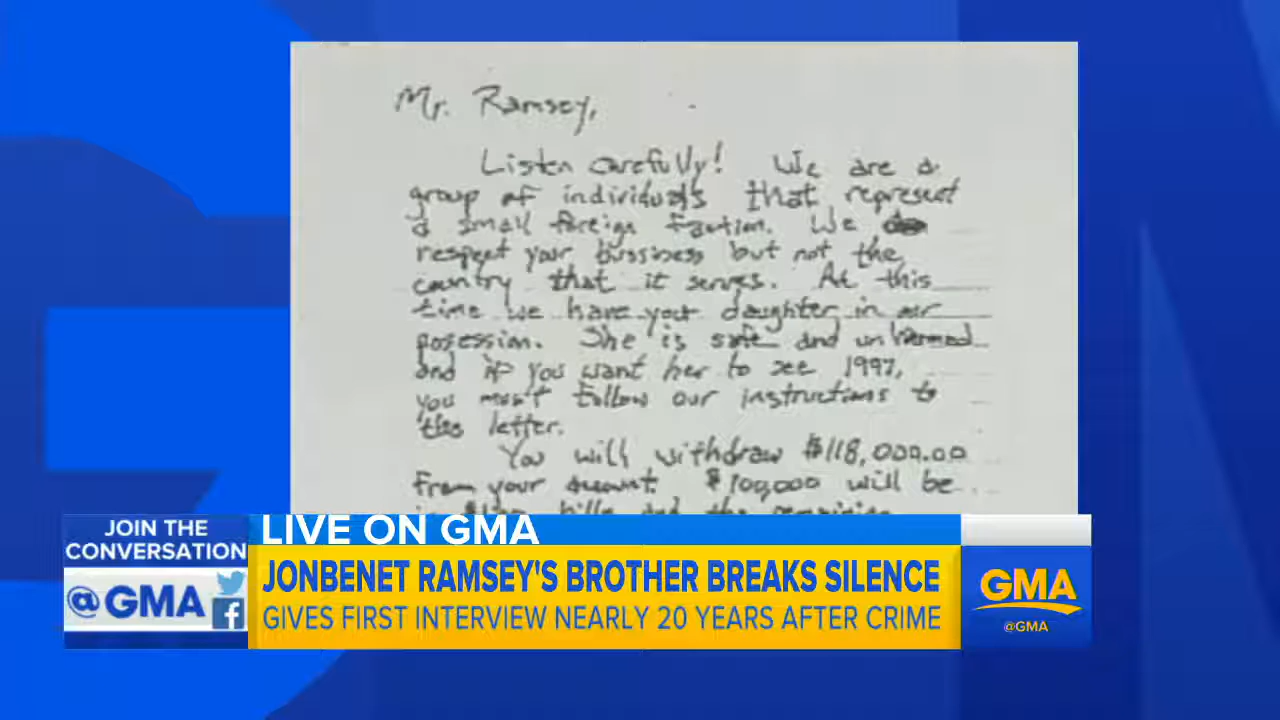 Mr. Ramsey,
Listen carefully! We are a
group of individuals that represent
a small foreign faction. We
respect your bussiness but not the
country that it serves. At this
time we have your daughter in our
posession. She is safe and unharmed
and if you want her to see 1997,
you must follow our instructions to
the letter.
You will withdraw $118,000.00
from your account. $100,000 will be
bills and the remaining
JOIN THE
CONVERSATION
@GMA
LIVE ON GMA
JONBENET RAMSEY'S BROTHER BREAKS SILENCE
GIVES FIRST INTERVIEW NEARLY 20 YEARS AFTER CRIME
GMA
@GMA